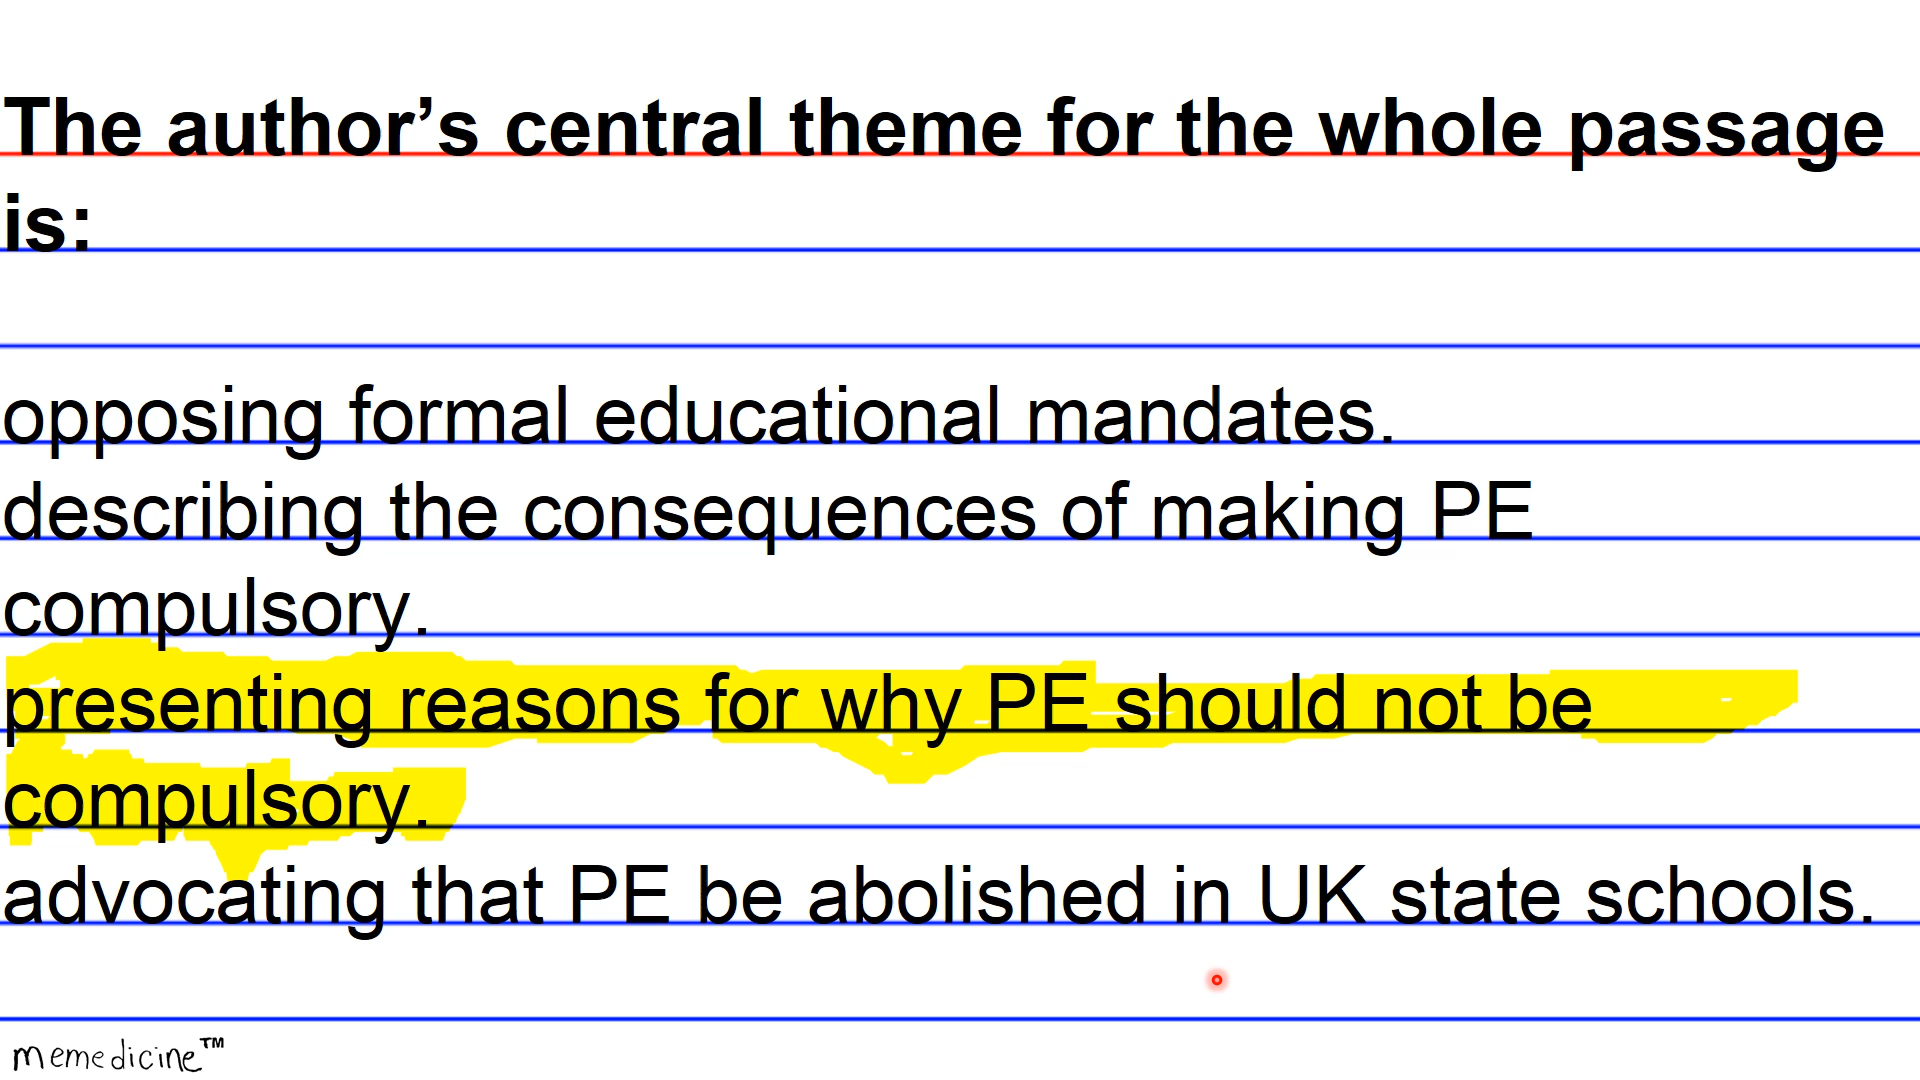 The author’s central theme for the whole passage
is:
opposing formal educational mandates.
describing the consequences of making PE
compulsory.
presenting reasons for why PE should not be
compulsory.
advocating that PE be abolished in UK state schools.
memedicine™